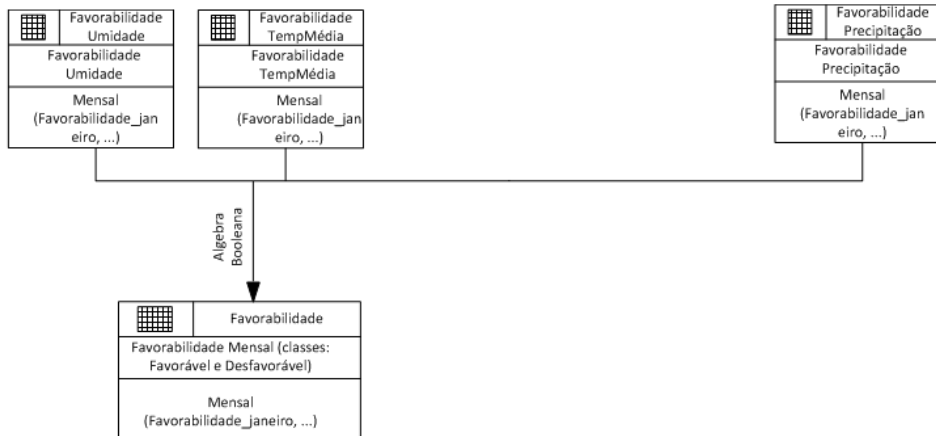 Favorabilidade
Umidade
Favorabilidade
Umidade
Mensal
(Favorabilidade_jan
eiro, ...)
Favorabilidade
TempMédia
Favorabilidade
TempMédia
Mensal
(Favorabilidade_jan
eiro, ...)
Favorabilidade
Precipitação
Favorabilidade
Precipitação
Mensal
(Favorabilidade_jan
eiro, ...)
Algebra
Booleana
Favorabilidade
Favorabilidade Mensal (classes:
Favorável e Desfavorável)
Mensal
(Favorabilidade_janeiro, ...)